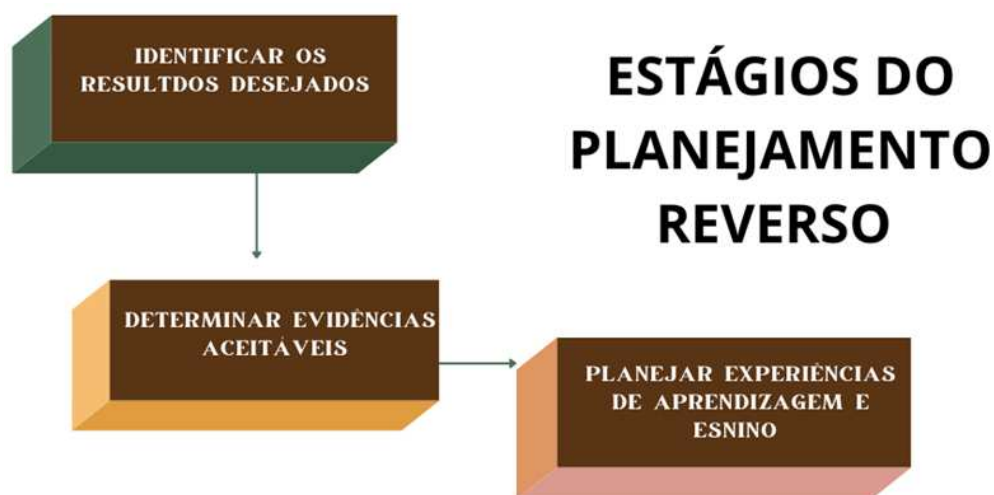 IDENTIFICAR OS
RESULTDOS DESEJADOS
ESTÁGIOS DO
PLANEJAMENTO
REVERSO
DETERMINAR EVIDÊNCIAS
ACEITÁVEIS
PLANEJAR EXPERIÊNCIAS
DE APRENDIZAGEM E
ESNINO